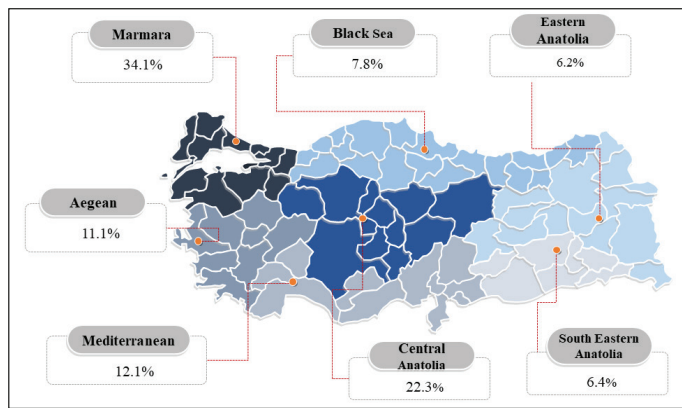 Marmara
34.1%
Black Sea
7.8%
Eastern
Anatolia
6.2%
Aegean
11.1%
Mediterranean
12.1%
Central
Anatolia
22.3%
South Eastern
Anatolia
6.4%